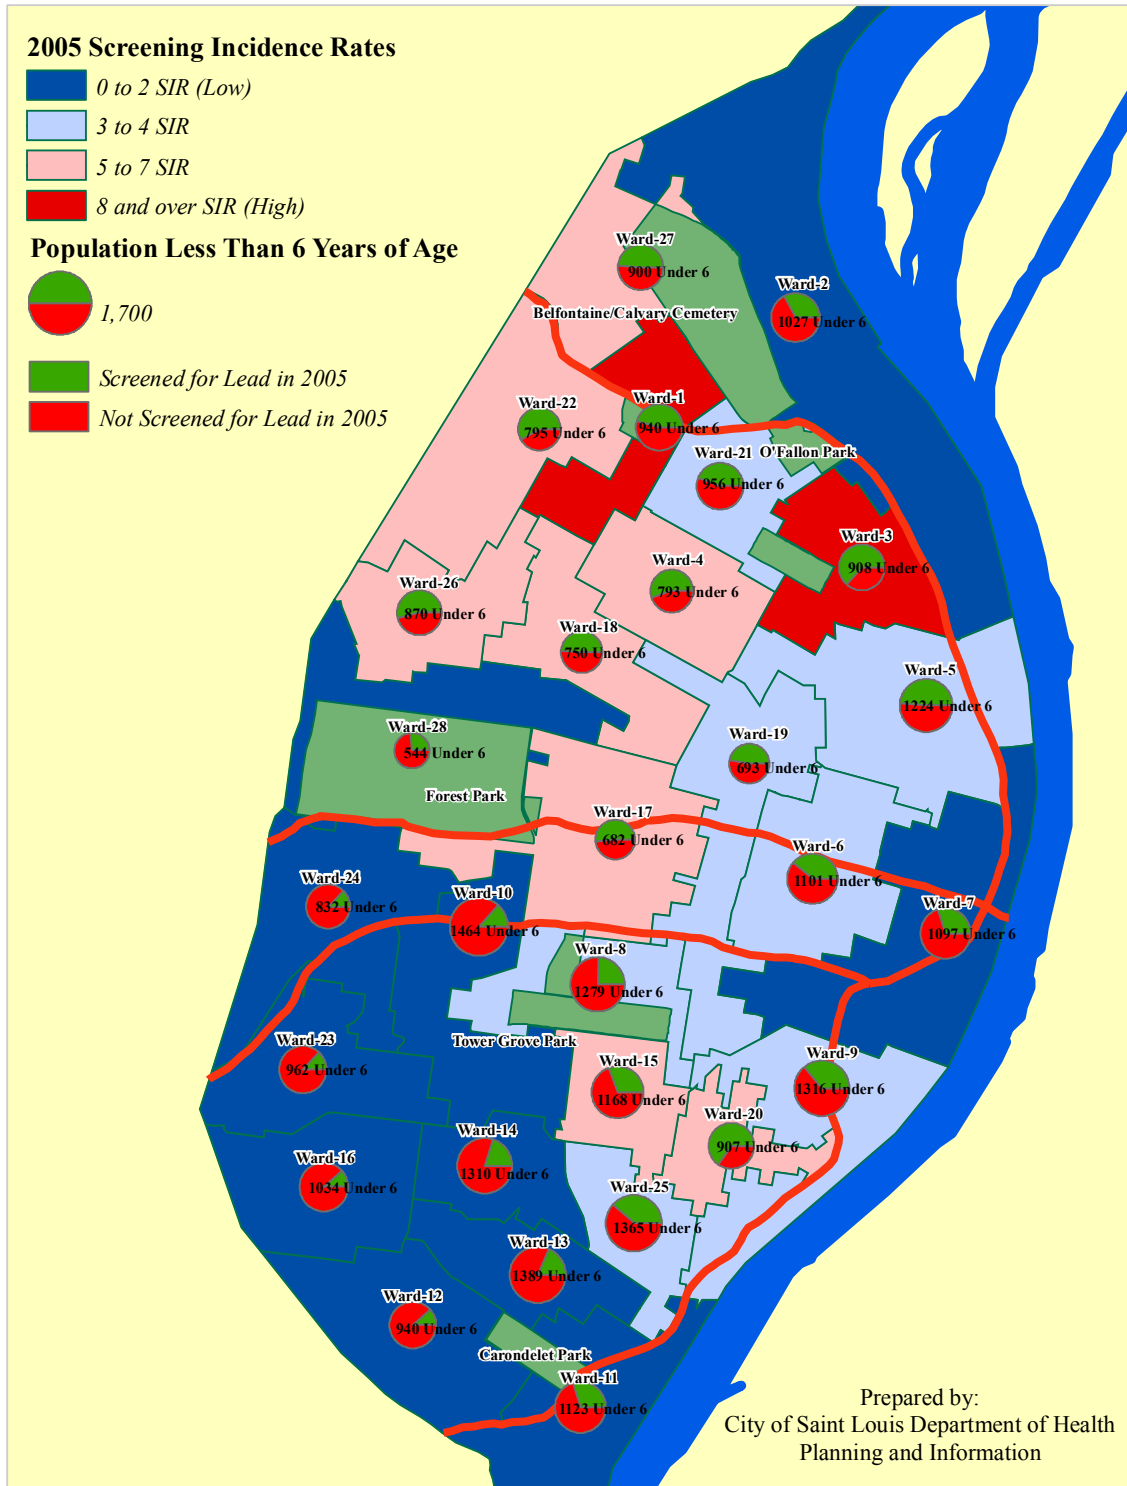 2005 Screening Incidence Rates
0 to 2 SIR (Low)
3 to 4 SIR
5 to 7 SIR
8 and over SIR (High)
Population Less Than 6 Years of Age
1,700
Screened for Lead in 2005
Not Screened for Lead in 2005
Ward-27
900 Under 6
Ward-2
1027 Under 6
Belfontaine/Calvary Cemetery
Ward-1
940 Under 6
Ward-22
795 Under 6
Ward-21
956 Under 6
O'Fallon Park
Ward-3
908 Under 6
Ward-4
793 Under 6
Ward-26
870 Under 6
Ward-18
750 Under 6
Ward-5
1224 Under 6
Ward-28
544 Under 6
Ward-19
693 Under 6
Forest Park
Ward-17
682 Under 6
Ward-6
1101 Under 6
Ward-24
832 Under 6
Ward-10
1464 Under 6
Ward-7
1097 Under 6
Ward-8
1279 Under 6
Tower Grove Park
Ward-23
962 Under 6
Ward-15
1168 Under 6
Ward-9
1316 Under 6
Ward-20
907 Under 6
Ward-14
1310 Under 6
Ward-16
1034 Under 6
Ward-25
1365 Under 6
Ward-13
1389 Under 6
Ward-12
940 Under 6
Carondelet Park
Ward-11
1123 Under 6
Prepared by:
City of Saint Louis Department of Health
Planning and Information